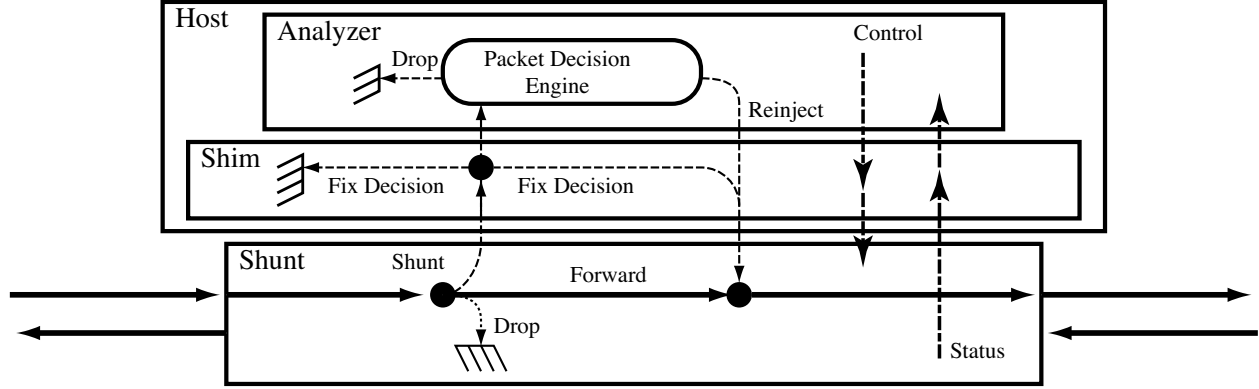 Host
Analyzer
Control
Drop
Packet Decision
Engine
Reinject
Shim
Fix Decision
Fix Decision
Shunt
Shunt
Forward
Drop
Status